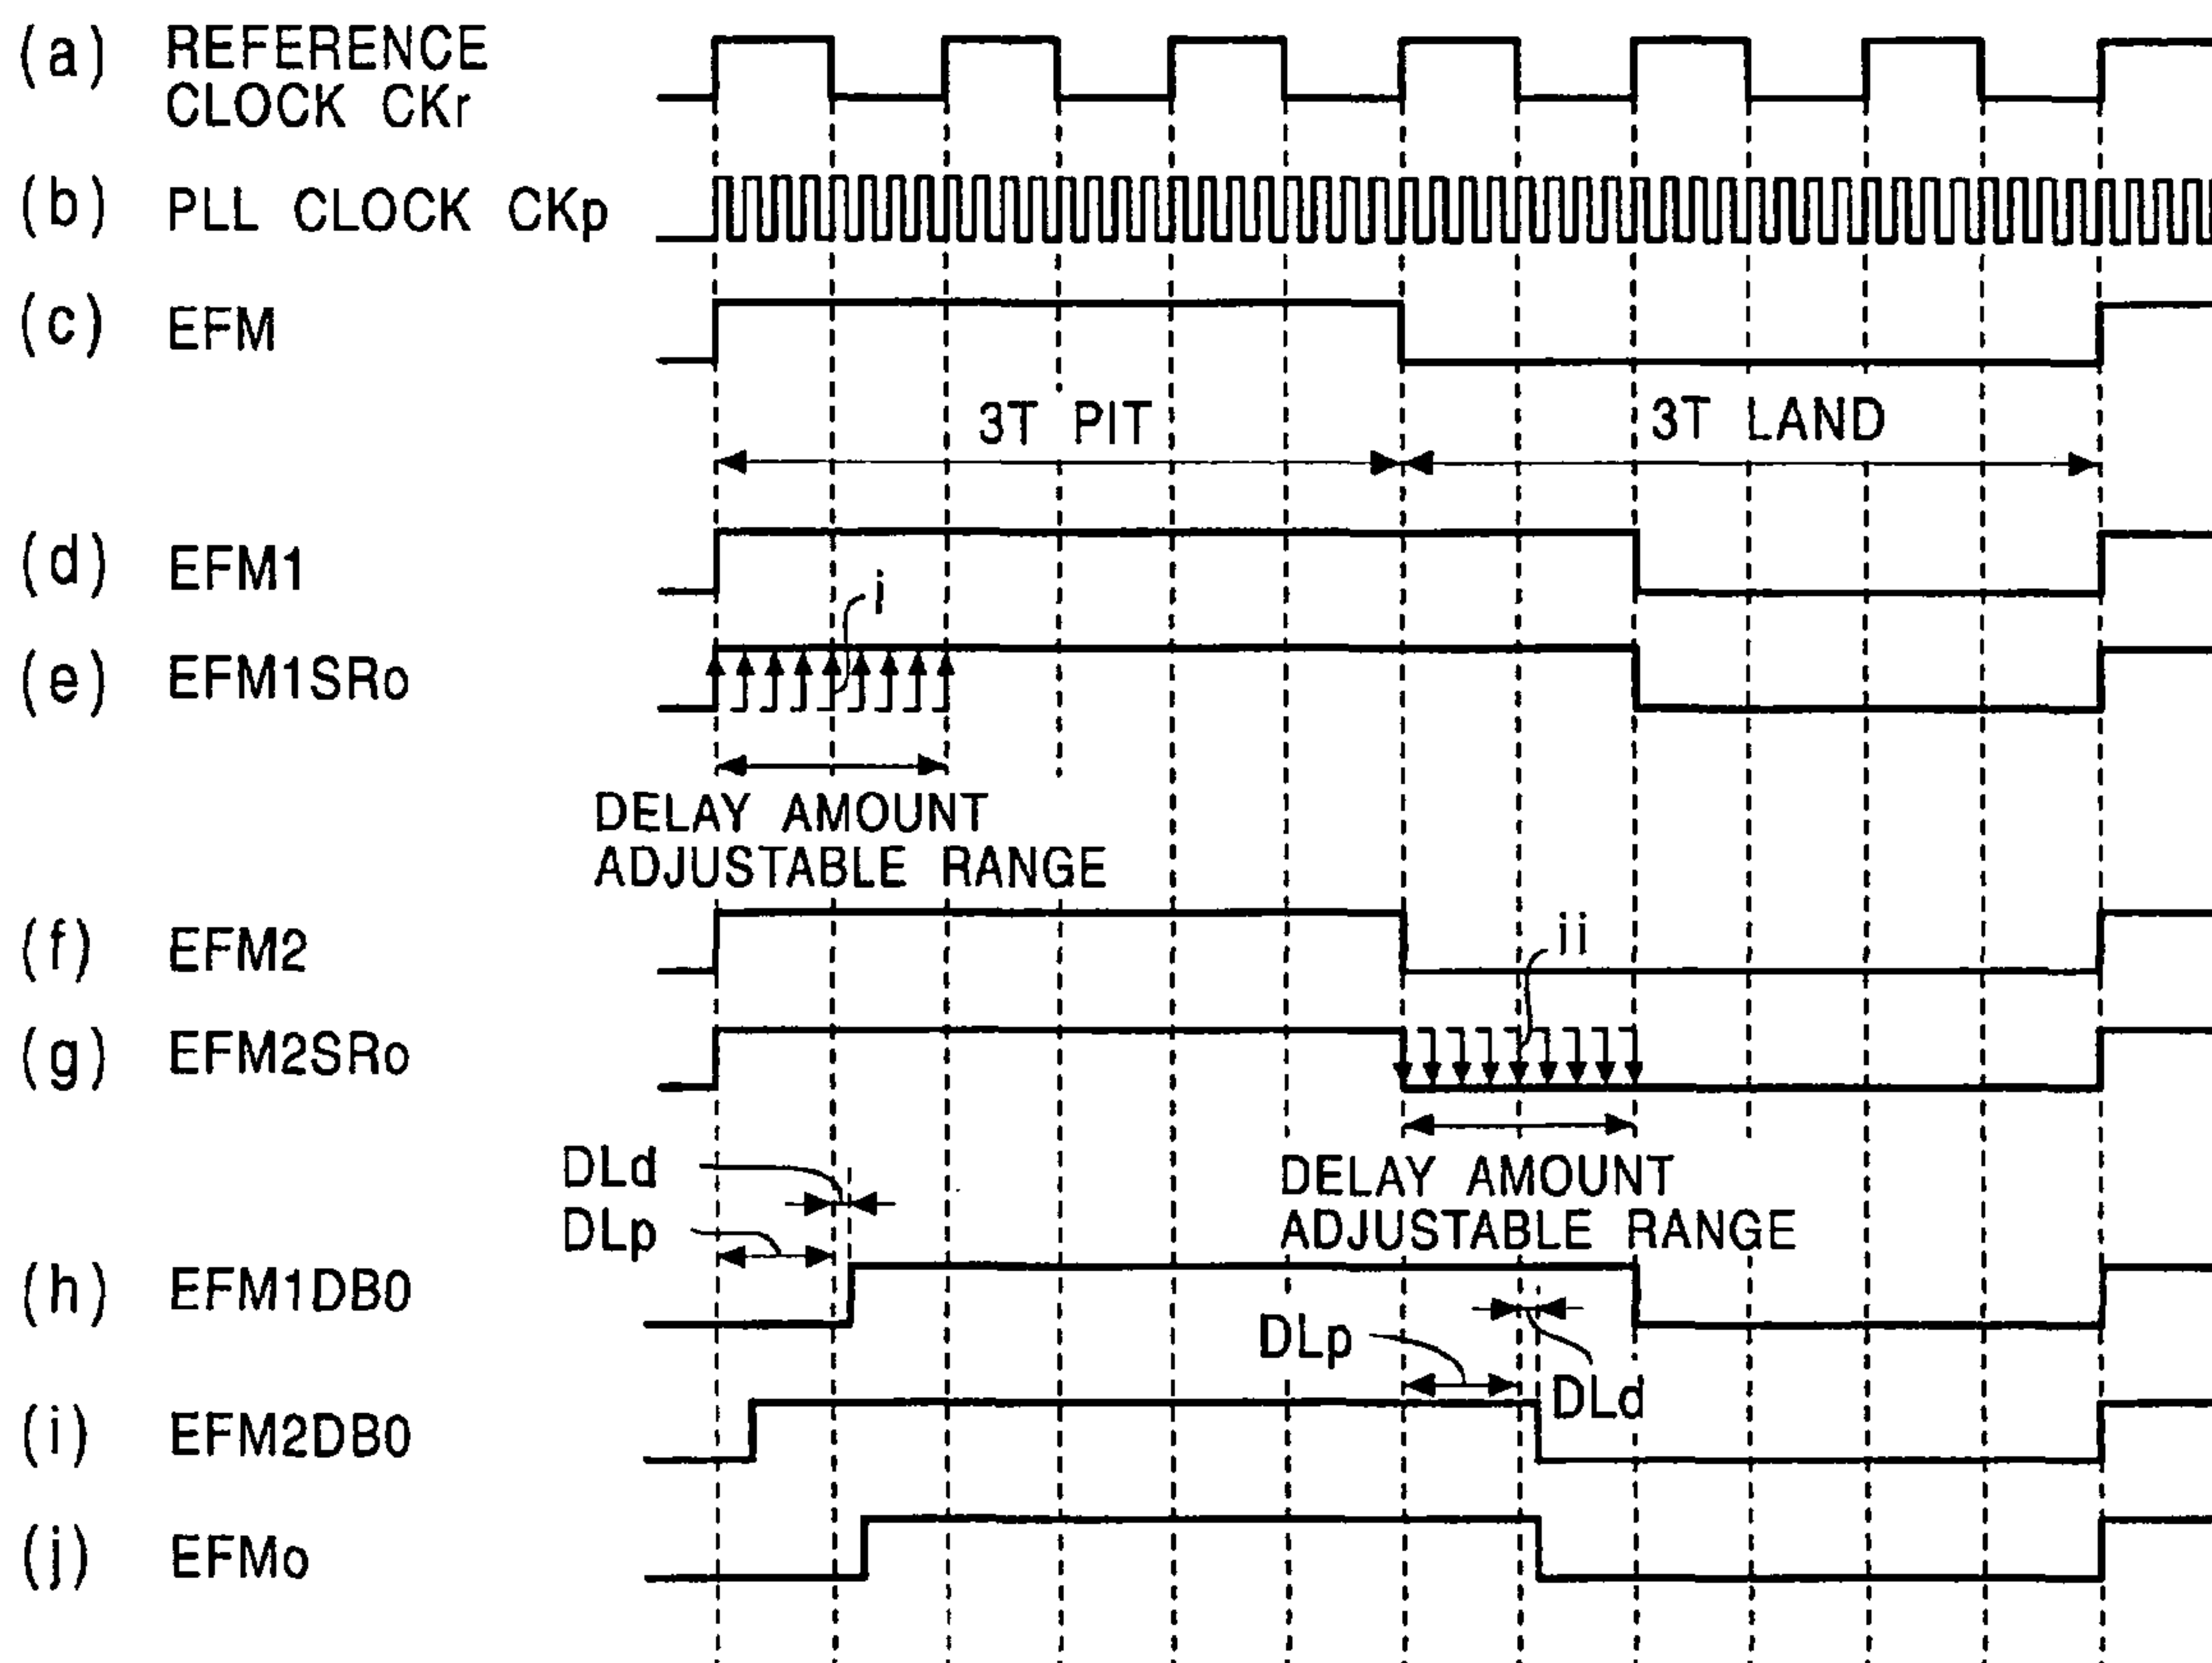 (a) REFERENCE
CLOCK CKr
(b) PLL CLOCK CKp
(c) EFM
3T PIT
3T LAND
(d) EFM1
i
(e) EFM1SRo
DELAY AMOUNT
ADJUSTABLE RANGE
(f) EFM2
ii
(g) EFM2SRo
DLd
DELAY AMOUNT
ADJUSTABLE RANGE
DLp
(h) EFM1DB0
DLp
DLd
(i) EFM2DB0
(j) EFMo